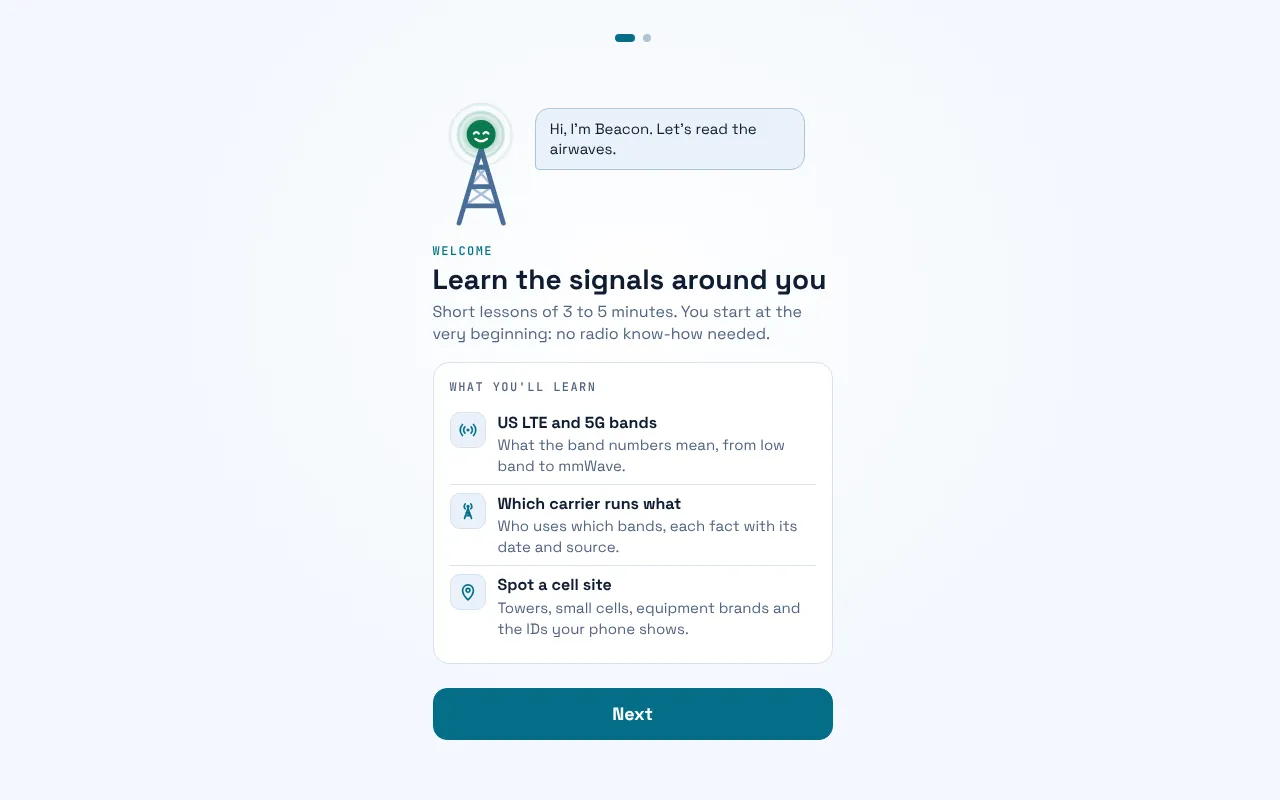 Hi, I'm Beacon. Let's read the
airwaves.
WELCOME
Learn the signals around you
Short lessons of 3 to 5 minutes. You start at the
very beginning: no radio know-how needed.
WHAT YOU'LL LEARN
US LTE and 5G bands
What the band numbers mean, from low
band to mmWave.
Which carrier runs what
Who uses which bands, each fact with its
date and source.
Spot a cell site
Towers, small cells, equipment brands and
the IDs your phone shows.
Next